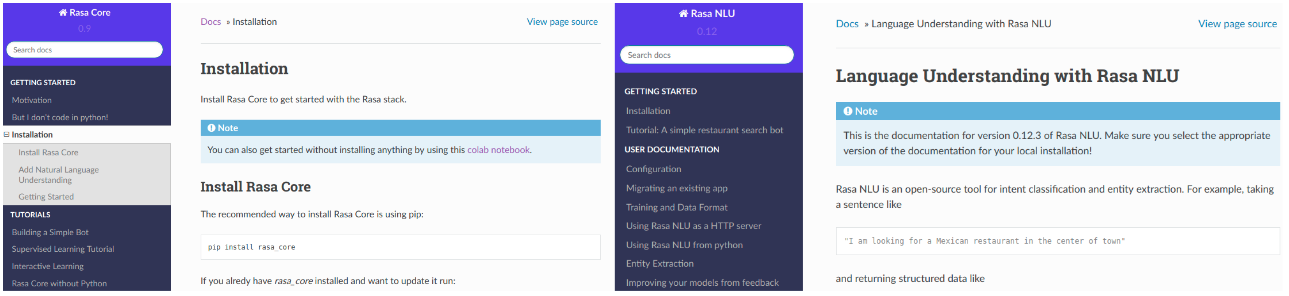 Rasa Core
0.9
Search docs
GETTING STARTED
Motivation
But I don't code in python!
Installation
Install Rasa Core
Add Natural Language
Understanding
Getting Started
TUTORIALS
Building a Simple Bot
Supervised Learning Tutorial
Interactive Learning
Rasa Core without Python
Docs » Installation
View page source
Installation
Install Rasa Core to get started with the Rasa stack.
Note
You can also get started without installing anything by using this colab notebook.
Install Rasa Core
The recommended way to install Rasa Core is using pip:
pip install rasa_core
If you alredy have rasa_core installed and want to update it run:
Rasa NLU
0.12
Search docs
GETTING STARTED
Installation
Tutorial: A simple restaurant search bot
USER DOCUMENTATION
Configuration
Migrating an existing app
Training and Data Format
Using Rasa NLU as a HTTP server
Using Rasa NLU from python
Entity Extraction
Improving your models from feedback
Docs » Language Understanding with Rasa NLU
View page source
Language Understanding with Rasa NLU
Note
This is the documentation for version 0.12.3 of Rasa NLU. Make sure you select the appropriate
version of the documentation for your local installation!
Rasa NLU is an open-source tool for intent classification and entity extraction. For example, taking
a sentence like
"I am looking for a Mexican restaurant in the center of town"
and returning structured data like